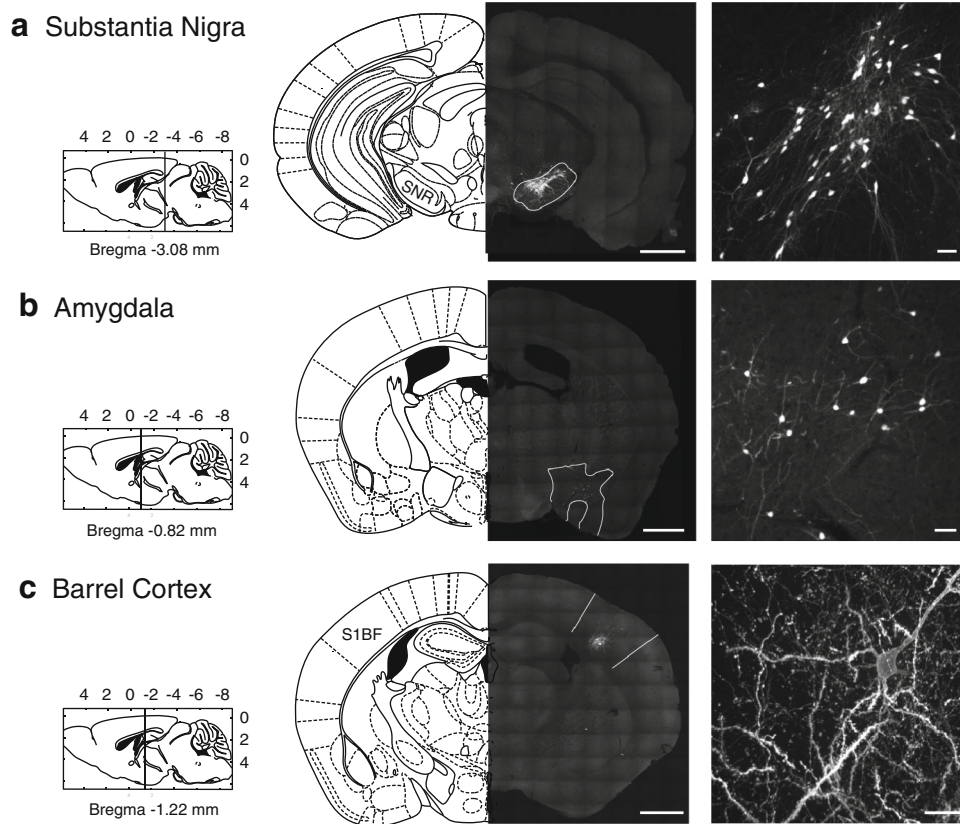 a Substantia Nigra
4 2 0 -2 -4 -6 -8
0
2
4
Bregma -3.08 mm
SNR
b Amygdala
4 2 0 -2 -4 -6 -8
0
2
4
Bregma -0.82 mm
c Barrel Cortex
S1BF
4 2 0 -2 -4 -6 -8
0
2
4
Bregma -1.22 mm